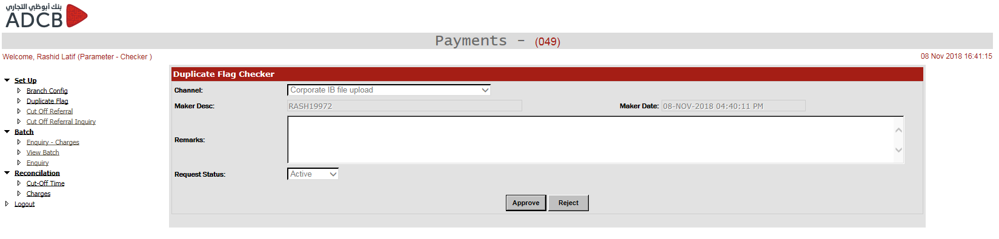 بنك أبوظبي التجاري
ADCB
Payments - (049)
Welcome, Rashid Latif (Parameter - Checker )
08 Nov 2018 16:41:15
Set Up
Branch Config
Duplicate Flag
Cut Off Referral
Cut Off Referral Inquiry
Batch
Enquiry - Charges
View Batch
Enquiry
Reconcilation
Cut-Off Time
Charges
Logout
Duplicate Flag Checker
Channel: Corporate IB file upload
Maker Desc: RASH19972 Maker Date: 08-NOV-2018 04:40:11 PM
Remarks:
Request Status: Active
Approve Reject